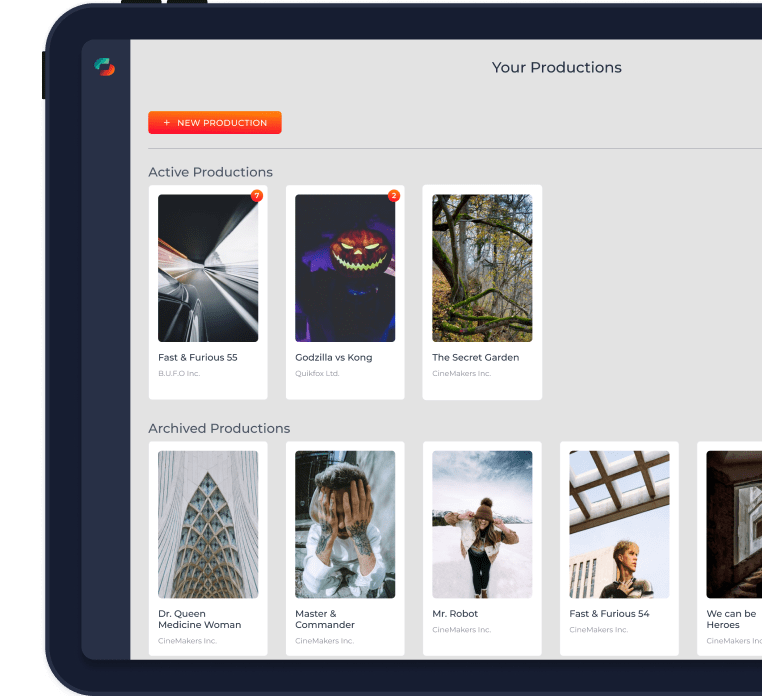 Your Productions
+ NEW PRODUCTION
Active Productions
7
2
Fast & Furious 55
B.U.F.O Inc.
Godzilla vs Kong
Quikfox Ltd.
The Secret Garden
CineMakers Inc.
Archived Productions
Dr. Queen
Medicine Woman
CineMakers Inc.
Master &
Commander
CineMakers Inc.
Mr. Robot
CineMakers Inc.
Fast & Furious 54
CineMakers Inc.
We can be
Heroes
CineMakers Inc